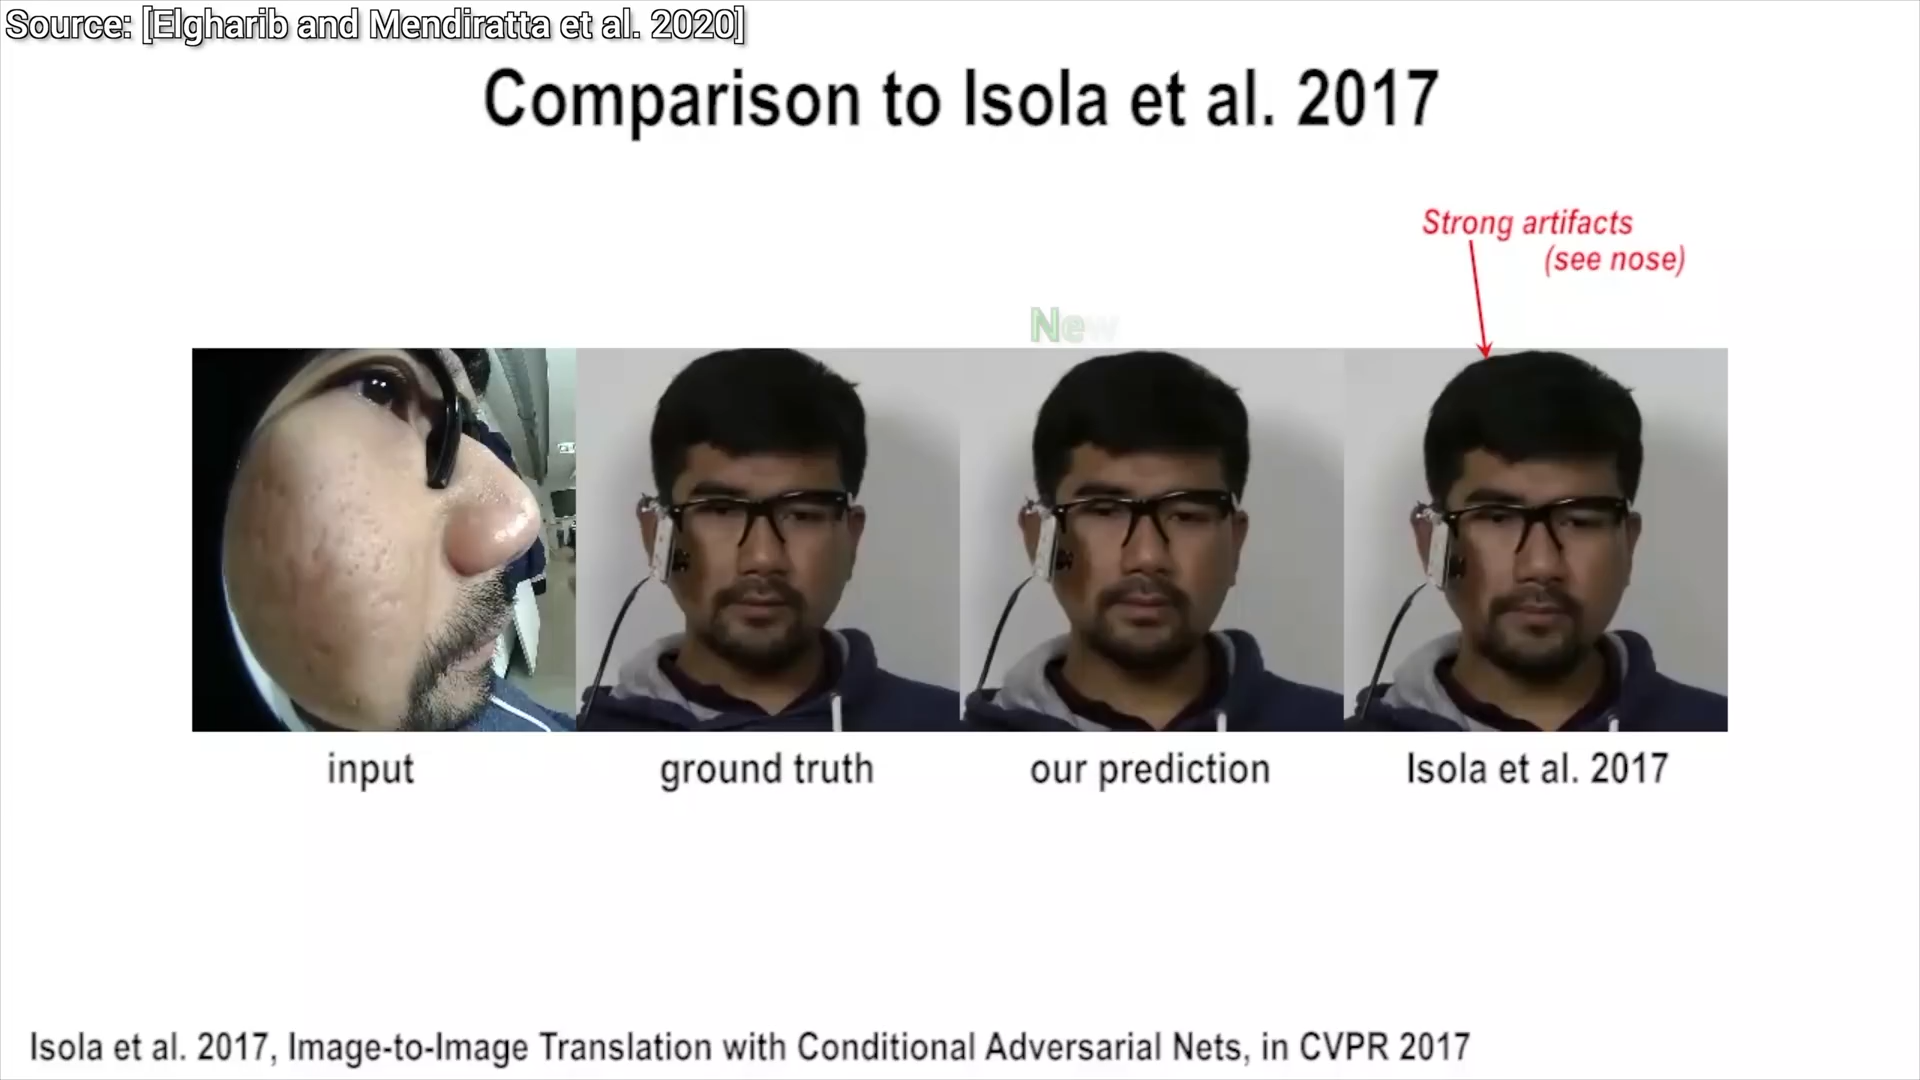 Source: [Elgharib and Mendiratta et al. 2020]
Comparison to Isola et al. 2017
Strong artifacts
(see nose)
New
input
ground truth
our prediction
Isola et al. 2017
Isola et al. 2017, Image-to-Image Translation with Conditional Adversarial Nets, in CVPR 2017